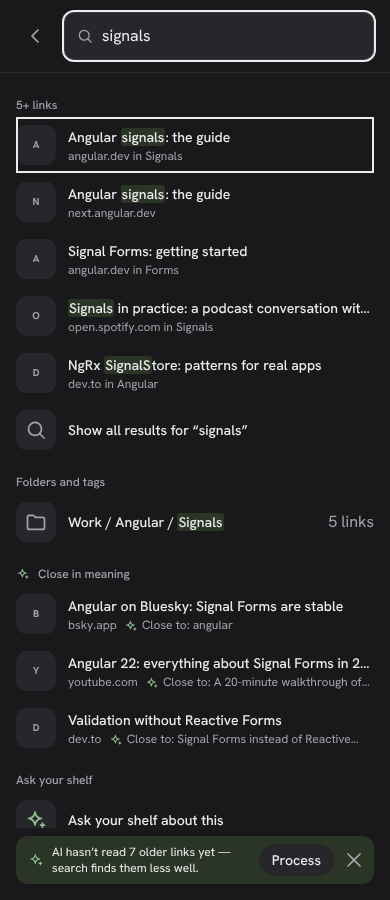 signals
5+ links
A
Angular signals: the guide
angular.dev in Signals
N
Angular signals: the guide
next.angular.dev
A
Signal Forms: getting started
angular.dev in Forms
O
Signals in practice: a podcast conversation wit...
open.spotify.com in Signals
D
NgRx SignalStore: patterns for real apps
dev.to in Angular
Show all results for “signals”
Folders and tags
Work / Angular / Signals 5 links
Close in meaning
B
Angular on Bluesky: Signal Forms are stable
bsky.app Close to: angular
Y
Angular 22: everything about Signal Forms in 2...
youtube.com Close to: A 20-minute walkthrough of...
D
Validation without Reactive Forms
dev.to Close to: Signal Forms instead of Reactive...
Ask your shelf
Ask your shelf about this
AI hasn’t read 7 older links yet —
search finds them less well.
Process